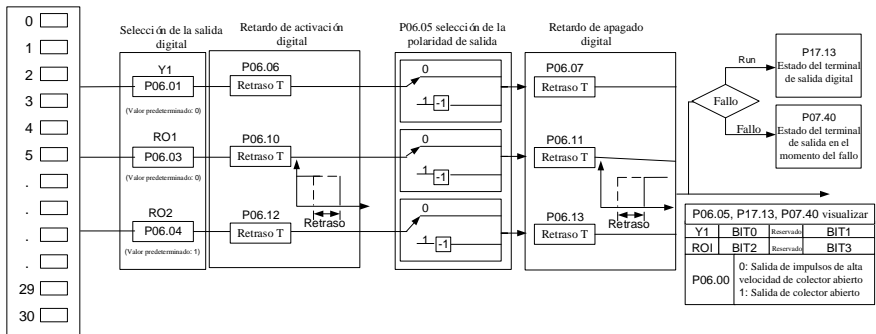 0
1
2
3
4
5
.
.
.
.
29
30
Selección de la salida
digital
Y1
P06.01
(Valor predeterminado: 0)
RO1
P06.03
(Valor predeterminado: 0)
RO2
P06.04
(Valor predeterminado: 1)
Retardo de activación
digital
P06.06
Retraso T
P06.10
Retraso T
P06.12
Retraso T
Retraso
P06.05 selección de la
polaridad de salida
0
1 -1
0
1 -1
0
1 -1
Retardo de apagado
digital
P06.07
Retraso T
P06.11
Retraso T
P06.13
Retraso T
Retraso
Run
Fallo
Fallo
P17.13
Estado del terminal
de salida digital
P07.40
Estado del terminal
de salida en el
momento del fallo
P06.05, P17.13, P07.40 visualizar
Y1 BIT0 Reservado BIT1
ROI BIT2 Reservado BIT3
P06.00
0: Salida de impulsos de alta
velocidad de colector abierto
1: Salida de colector abierto